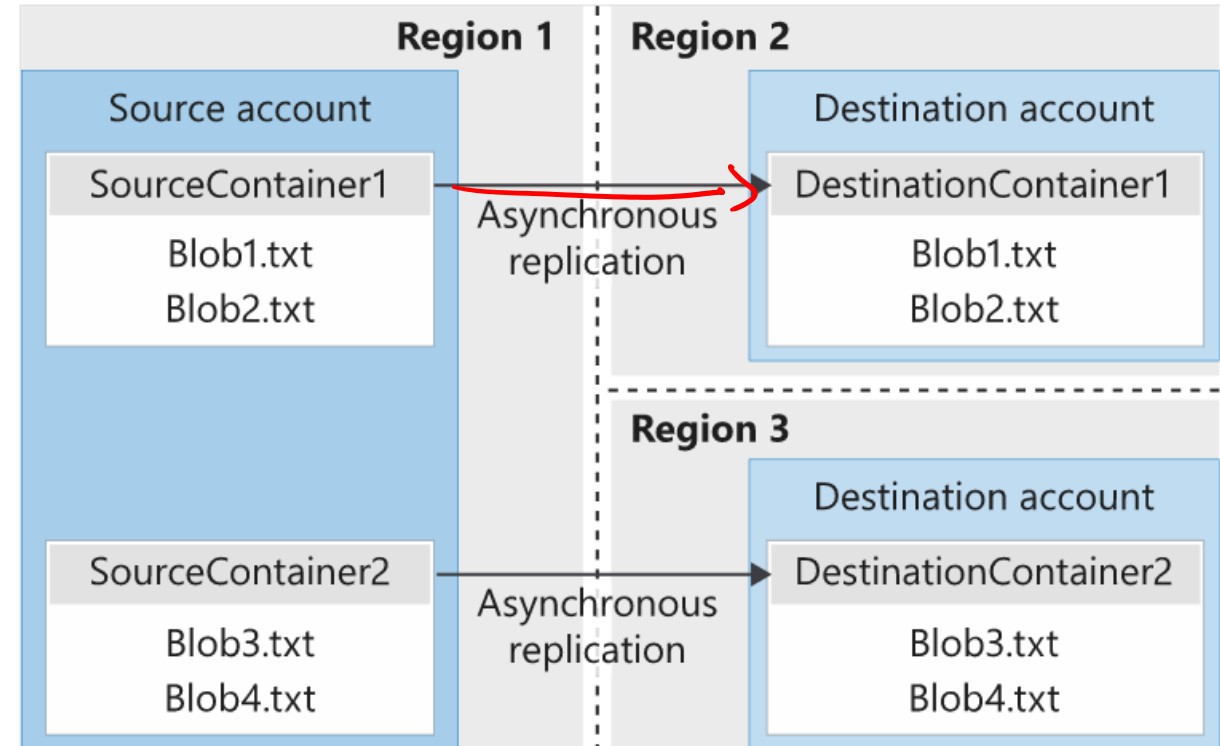 Region 1
Source account
SourceContainer1
Blob1.txt
Blob2.txt
Asynchronous
replication
Region 2
Destination account
DestinationContainer1
Blob1.txt
Blob2.txt
SourceContainer2
Blob3.txt
Blob4.txt
Asynchronous
replication
Region 3
Destination account
DestinationContainer2
Blob3.txt
Blob4.txt